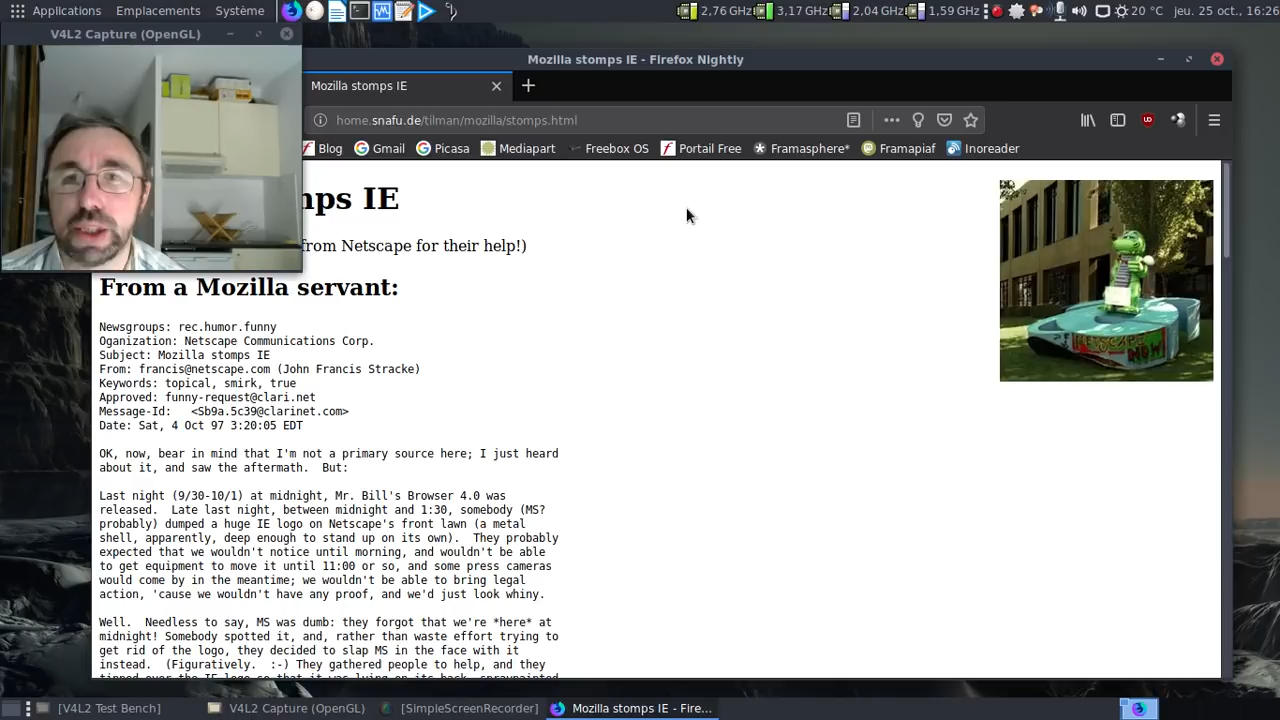 Applications Emplacements Système 2,76 GHz 3,17 GHz 2,04 GHz 1,59 GHz 20 °C jeu. 25 oct., 16:26
V4L2 Capture (OpenGL)
Mozilla stomps IE - Firefox Nightly
Mozilla stomps IE
home.snafu.de/tilman/mozilla/stomps.html
Blog Gmail Picasa Mediapart Freebox OS Portail Free Framasphere* Framapiaf Inoreader
mps IE
from Netscape for their help!)
From a Mozilla servant:
Newsgroups: rec.humor.funny
Oganization: Netscape Communications Corp.
Subject: Mozilla stomps IE
From: francis@netscape.com (John Francis Stracke)
Keywords: topical, smirk, true
Approved: funny-request@clari.net
Message-Id: <Sb9a.5c39@clarinet.com>
Date: Sat, 4 Oct 97 3:20:05 EDT
OK, now, bear in mind that I'm not a primary source here; I just heard
about it, and saw the aftermath. But:
Last night (9/30-10/1) at midnight, Mr. Bill's Browser 4.0 was
released. Late last night, between midnight and 1:30, somebody (MS?
probably) dumped a huge IE logo on Netscape's front lawn (a metal
shell, apparently, deep enough to stand up on its own). They probably
expected that we wouldn't notice until morning, and wouldn't be able
to get equipment to move it until 11:00 or so, and some press cameras
would come by in the meantime; we wouldn't be able to bring legal
action, 'cause we wouldn't have any proof, and we'd just look whiny.
Well. Needless to say, MS was dumb: they forgot that we're *here* at
midnight! Somebody spotted it, and, rather than waste effort trying to
get rid of the logo, they decided to slap MS in the face with it
instead. (Figuratively. :-) They gathered people to help, and they
tipped over the IE logo so that it was lying on its back, spraypainted
NETSCAPE NOW
[V4L2 Test Bench] V4L2 Capture (OpenGL) [SimpleScreenRecorder] Mozilla stomps IE - Fire...